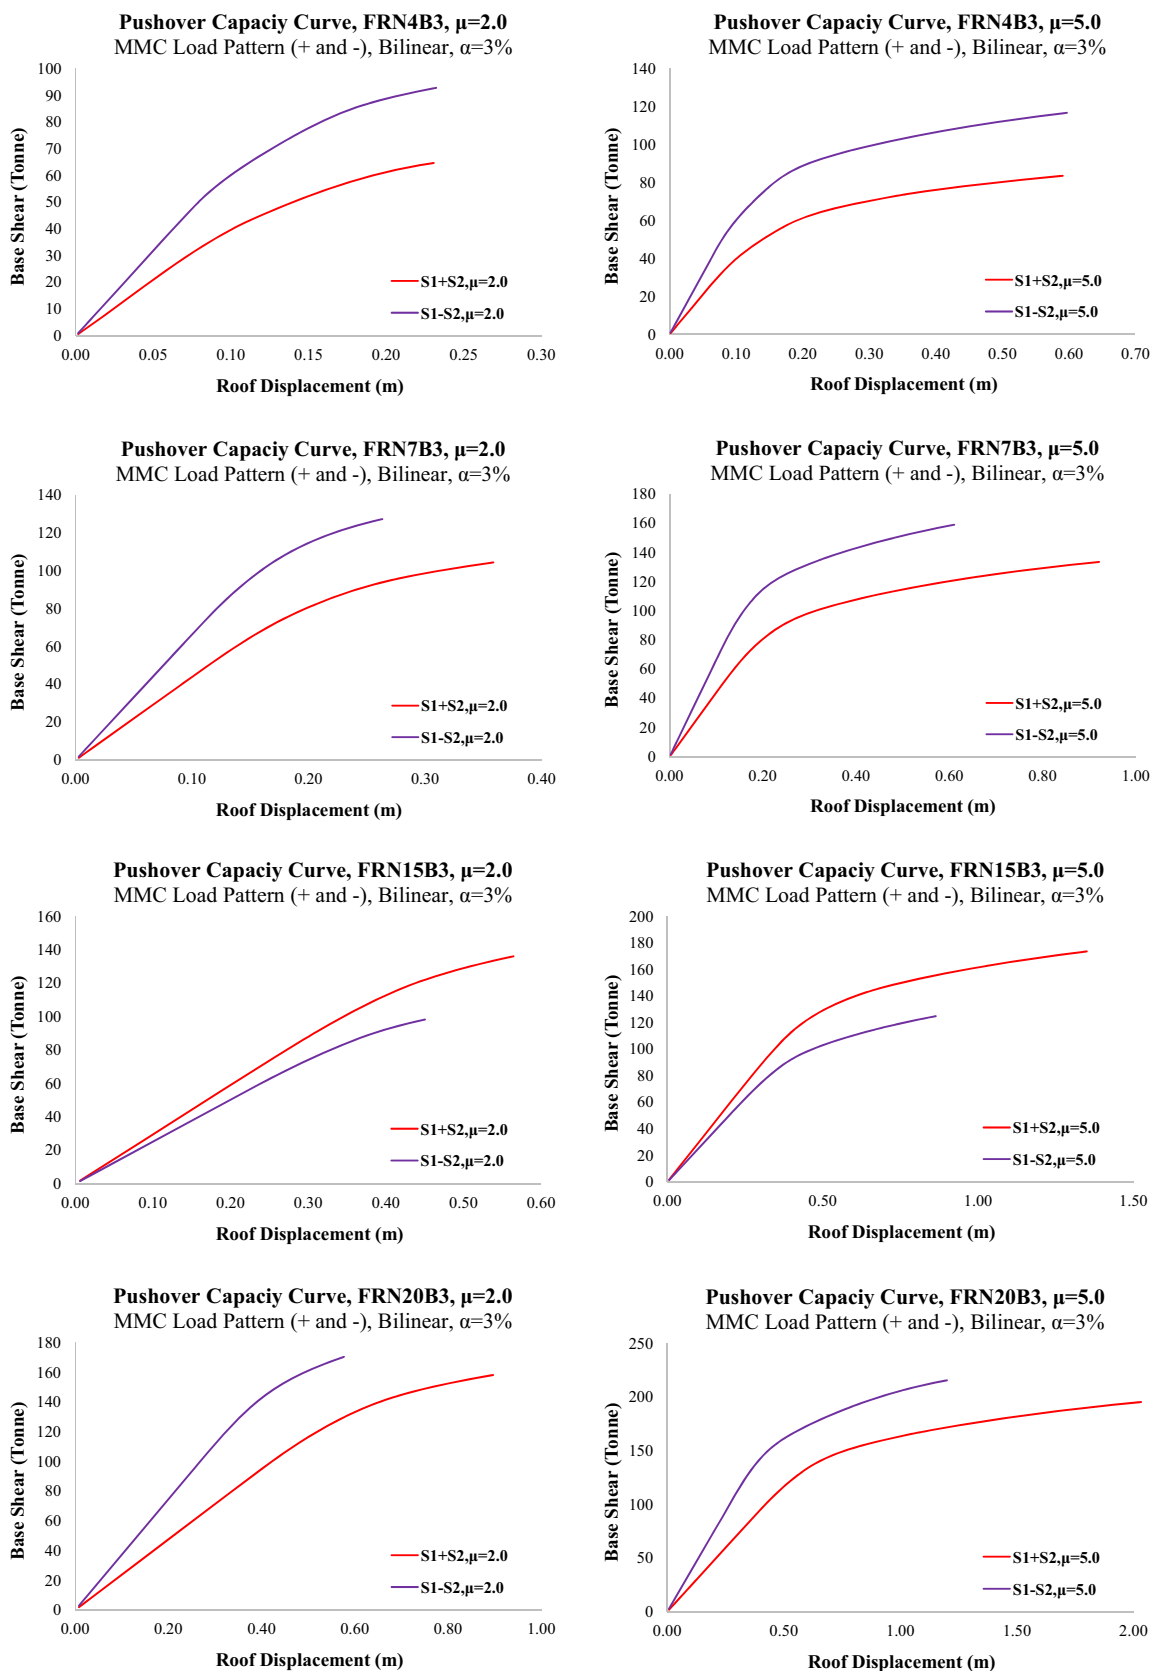 Pushover Capaciy Curve, FRN4B3, μ=2.0
MMC Load Pattern (+ and -), Bilinear, α=3%
100
90
80
70
60
50
40
30
20
10
0
Base Shear (Tonne)
S1+S2,μ=2.0
S1-S2,μ=2.0
0.00 0.05 0.10 0.15 0.20 0.25 0.30
Roof Displacement (m)
Pushover Capaciy Curve, FRN4B3, μ=5.0
MMC Load Pattern (+ and -), Bilinear, α=3%
140
120
100
80
60
40
20
0
Base Shear (Tonne)
S1+S2,μ=5.0
S1-S2,μ=5.0
0.00 0.10 0.20 0.30 0.40 0.50 0.60 0.70
Roof Displacement (m)
Pushover Capaciy Curve, FRN7B3, μ=2.0
MMC Load Pattern (+ and -), Bilinear, α=3%
140
120
100
80
60
40
20
0
Base Shear (Tonne)
S1+S2,μ=2.0
S1-S2,μ=2.0
0.00 0.10 0.20 0.30 0.40
Roof Displacement (m)
Pushover Capaciy Curve, FRN7B3, μ=5.0
MMC Load Pattern (+ and -), Bilinear, α=3%
180
160
140
120
100
80
60
40
20
0
Base Shear (Tonne)
S1+S2,μ=5.0
S1-S2,μ=5.0
0.00 0.20 0.40 0.60 0.80 1.00
Roof Displacement (m)
Pushover Capaciy Curve, FRN15B3, μ=2.0
MMC Load Pattern (+ and -), Bilinear, α=3%
160
140
120
100
80
60
40
20
0
Base Shear (Tonne)
S1+S2,μ=2.0
S1-S2,μ=2.0
0.00 0.10 0.20 0.30 0.40 0.50 0.60
Roof Displacement (m)
Pushover Capaciy Curve, FRN15B3, μ=5.0
MMC Load Pattern (+ and -), Bilinear, α=3%
200
180
160
140
120
100
80
60
40
20
0
Base Shear (Tonne)
S1+S2,μ=5.0
S1-S2,μ=5.0
0.00 0.50 1.00 1.50
Roof Displacement (m)
Pushover Capaciy Curve, FRN20B3, μ=2.0
MMC Load Pattern (+ and -), Bilinear, α=3%
180
160
140
120
100
80
60
40
20
0
Base Shear (Tonne)
S1+S2,μ=2.0
S1-S2,μ=2.0
0.00 0.20 0.40 0.60 0.80 1.00
Roof Displacement (m)
Pushover Capaciy Curve, FRN20B3, μ=5.0
MMC Load Pattern (+ and -), Bilinear, α=3%
250
200
150
100
50
0
Base Shear (Tonne)
S1+S2,μ=5.0
S1-S2,μ=5.0
0.00 0.50 1.00 1.50 2.00
Roof Displacement (m)